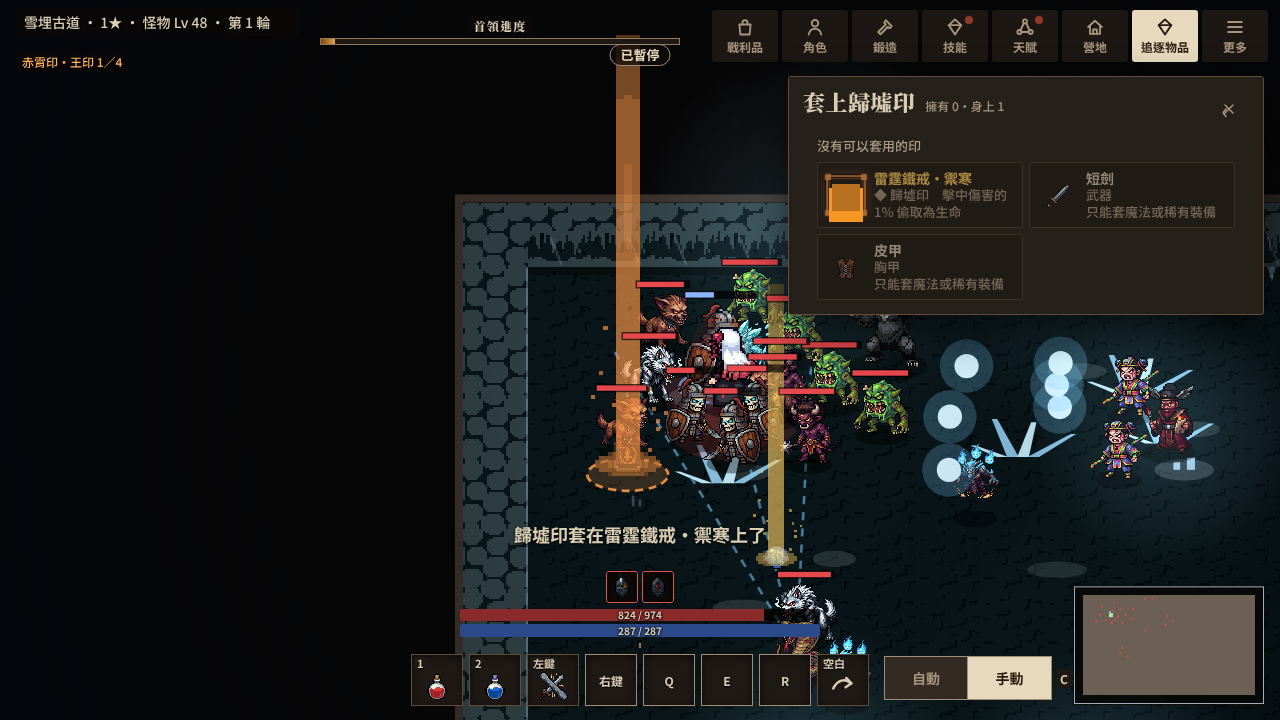 雪埋古道 · 1★ · 怪物 Lv 48 · 第 1 輪
赤霄印·王印 1／4
首領進度
已暫停
戰利品
角色
鍛造
技能
天賦
營地
追逐物品
更多
套上歸墟印 擁有 0·身上 1
沒有可以套用的印
雷霆鐵戒·禦寒
◆ 歸墟印　擊中傷害的
1% 偷取為生命
短劍
武器
只能套魔法或稀有裝備
皮甲
胸甲
只能套魔法或稀有裝備
歸墟印套在雷霆鐵戒·禦寒上了
824 / 974
287 / 287
1
2
左鍵
右鍵
Q
E
R
空白
自動
手動
C